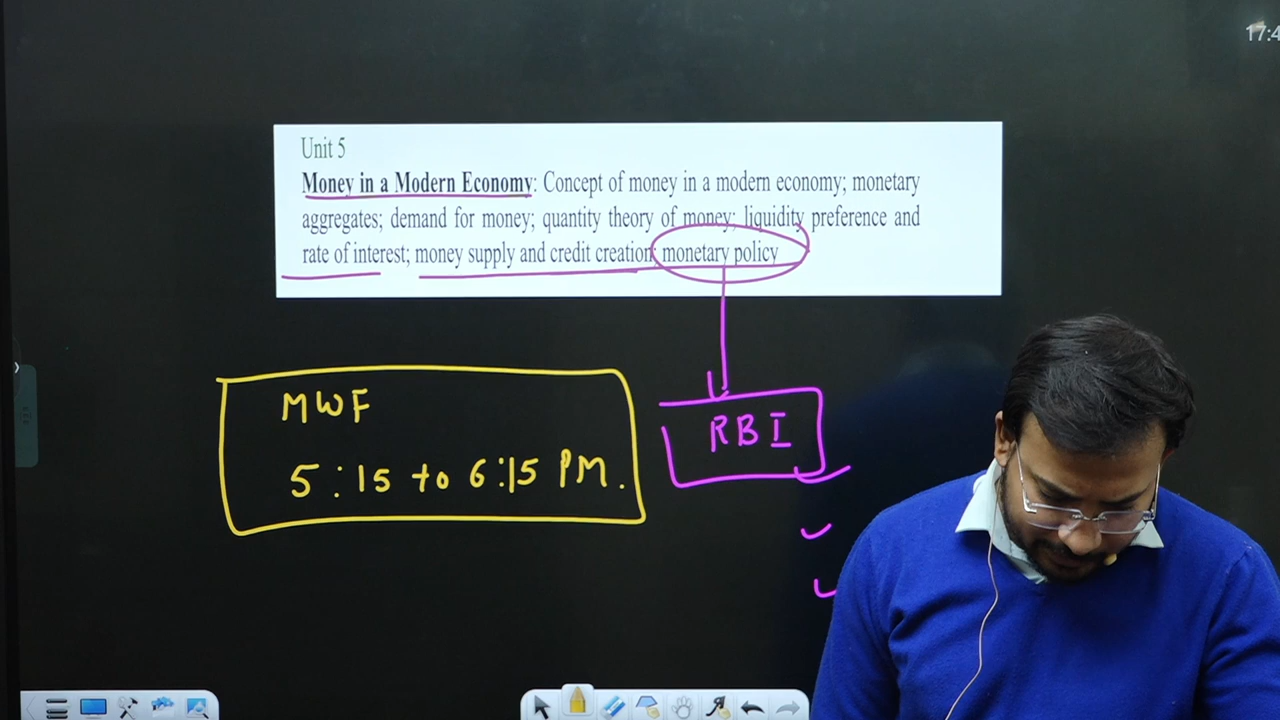 17:4
Unit 5
Money in a Modern Economy: Concept of money in a modern economy; monetary
aggregates; demand for money; quantity theory of money; liquidity preference and
rate of interest; money supply and credit creation; monetary policy
MWF
5:15 to 6:15 PM.
RBI